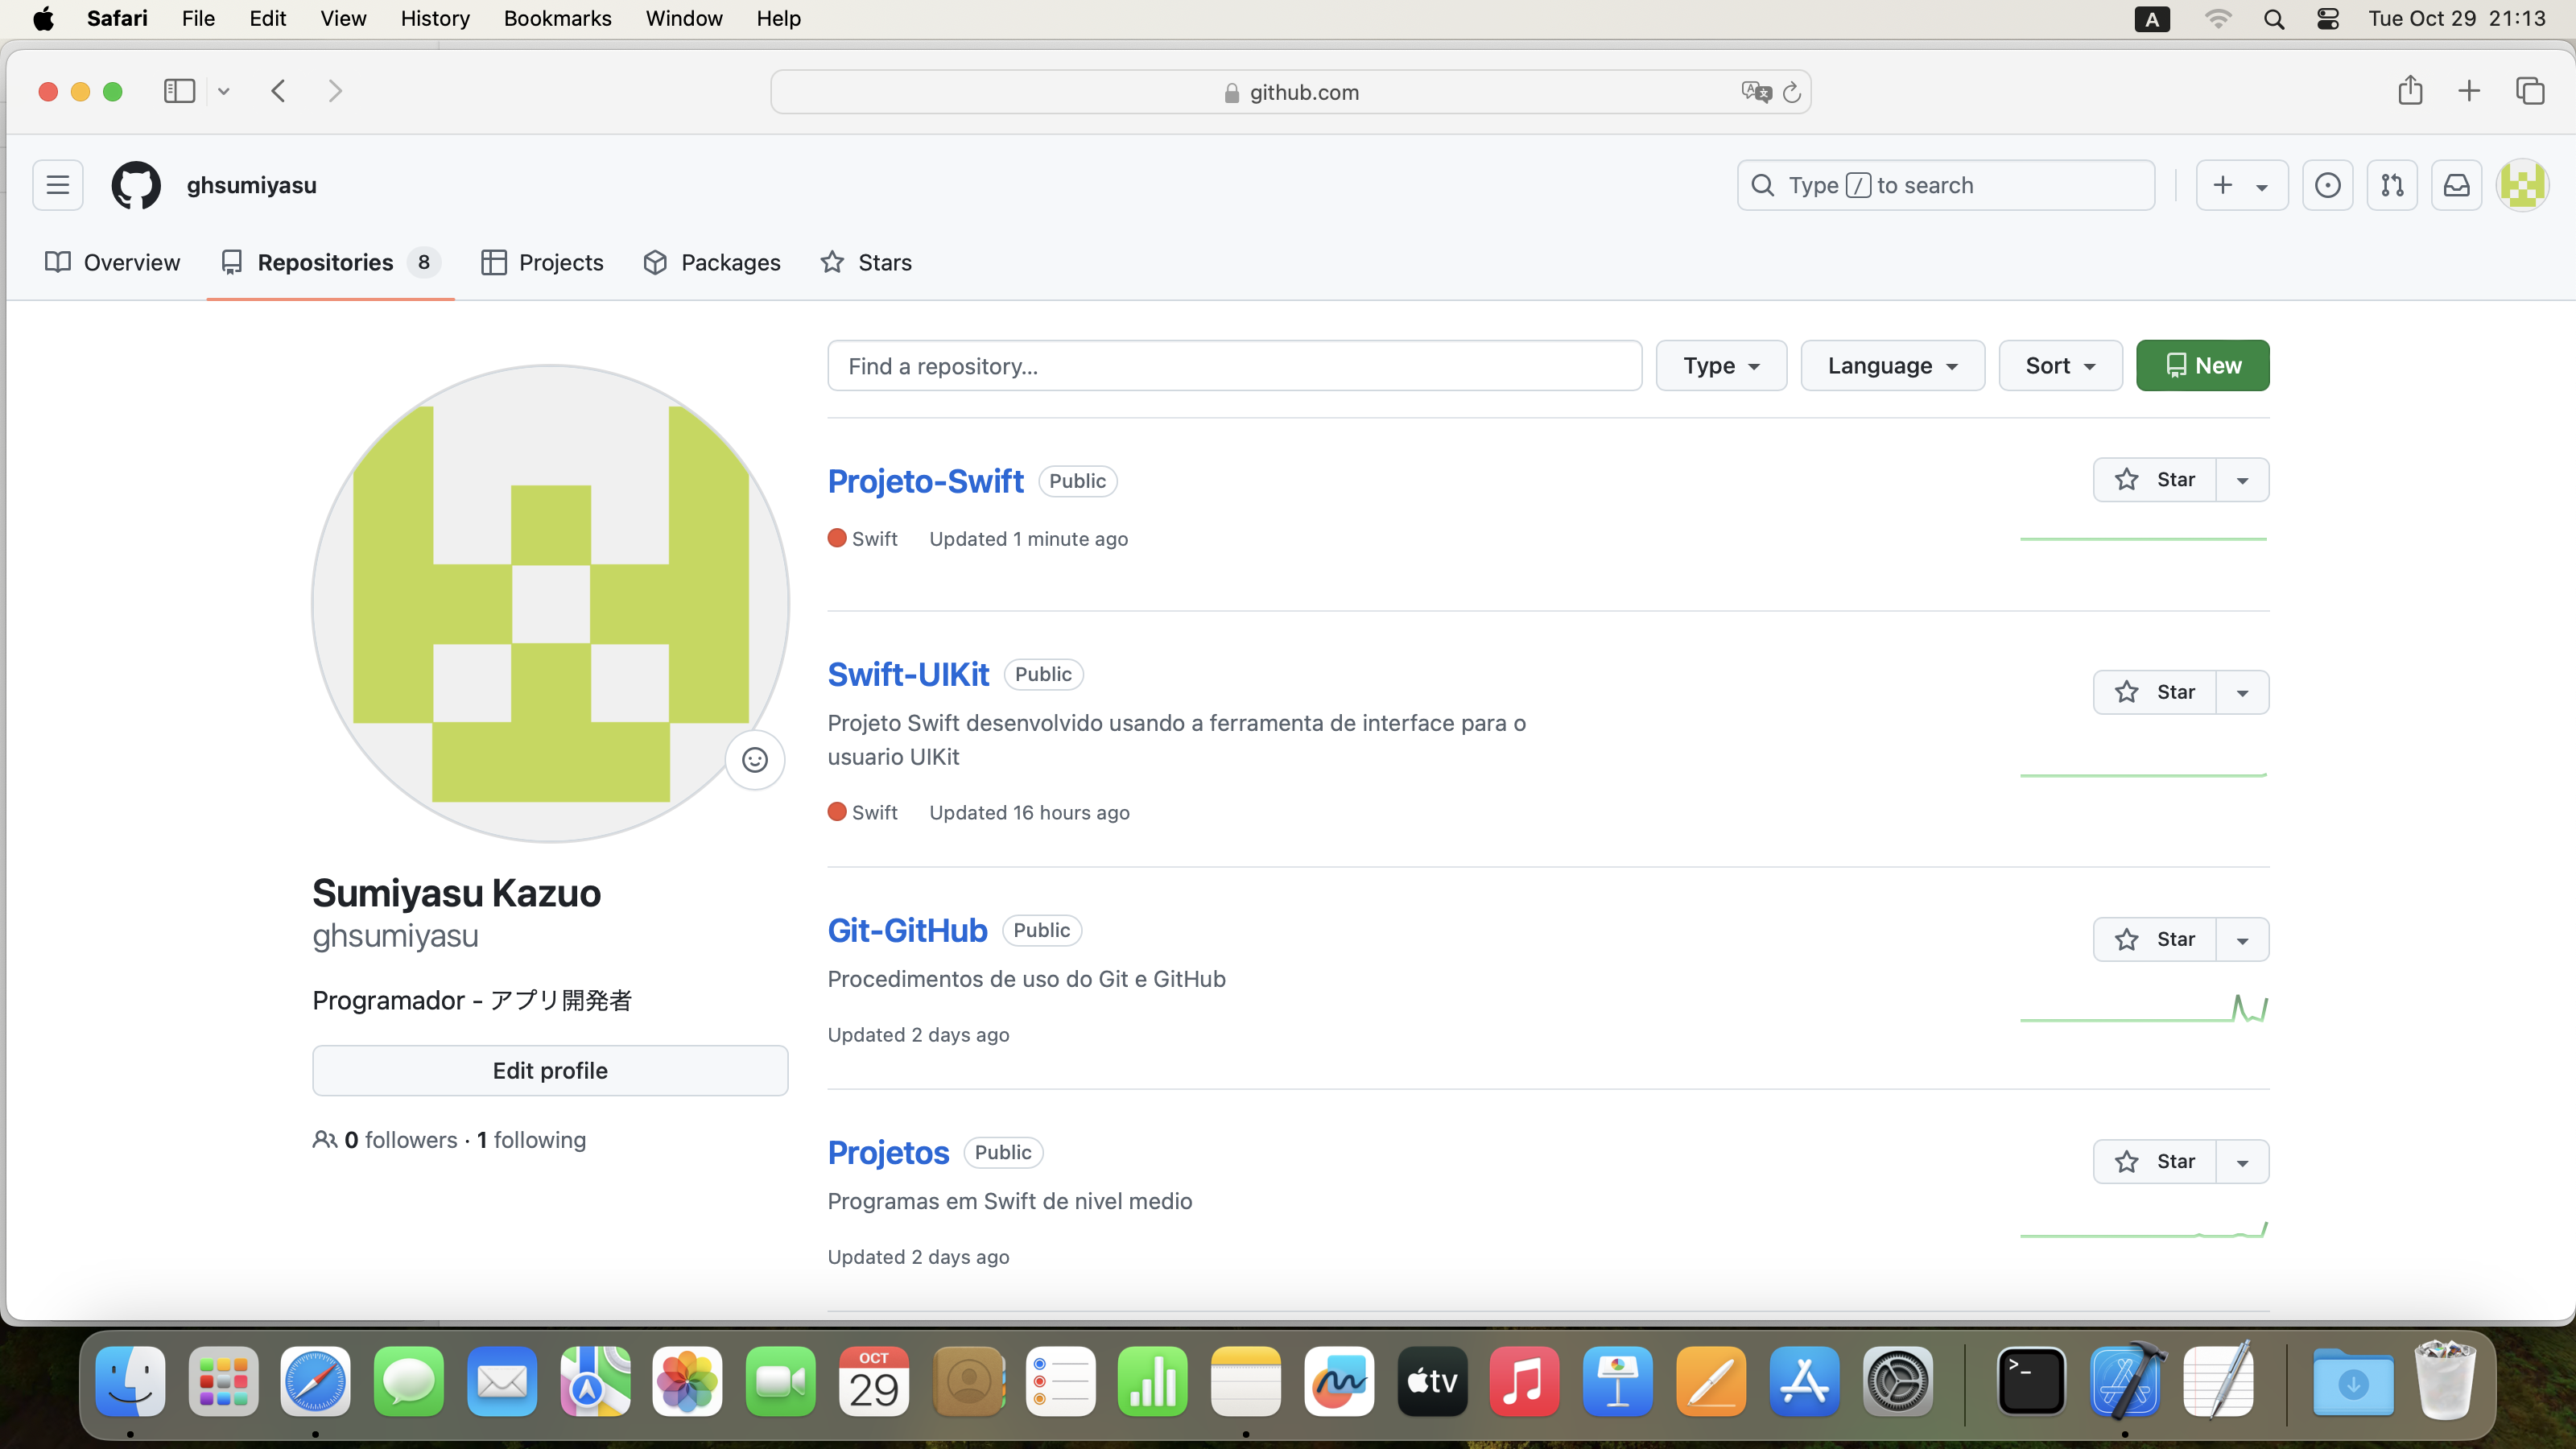 Safari File Edit View History Bookmarks Window Help A Tue Oct 29 21:13
github.com
ghsumiyasu Type / to search
Overview Repositories 8 Projects Packages Stars
Find a repository... Type Language Sort New
Projeto-Swift Public Star
Swift Updated 1 minute ago
Swift-UIKit Public Star
Projeto Swift desenvolvido usando a ferramenta de interface para o
usuario UIKit
Swift Updated 16 hours ago
Sumiyasu Kazuo
ghsumiyasu
Programador - アプリ開発者
Edit profile
0 followers · 1 following
Git-GitHub Public Star
Procedimentos de uso do Git e GitHub
Updated 2 days ago
Projetos Public Star
Programas em Swift de nivel medio
Updated 2 days ago
OCT
29
tv
>_